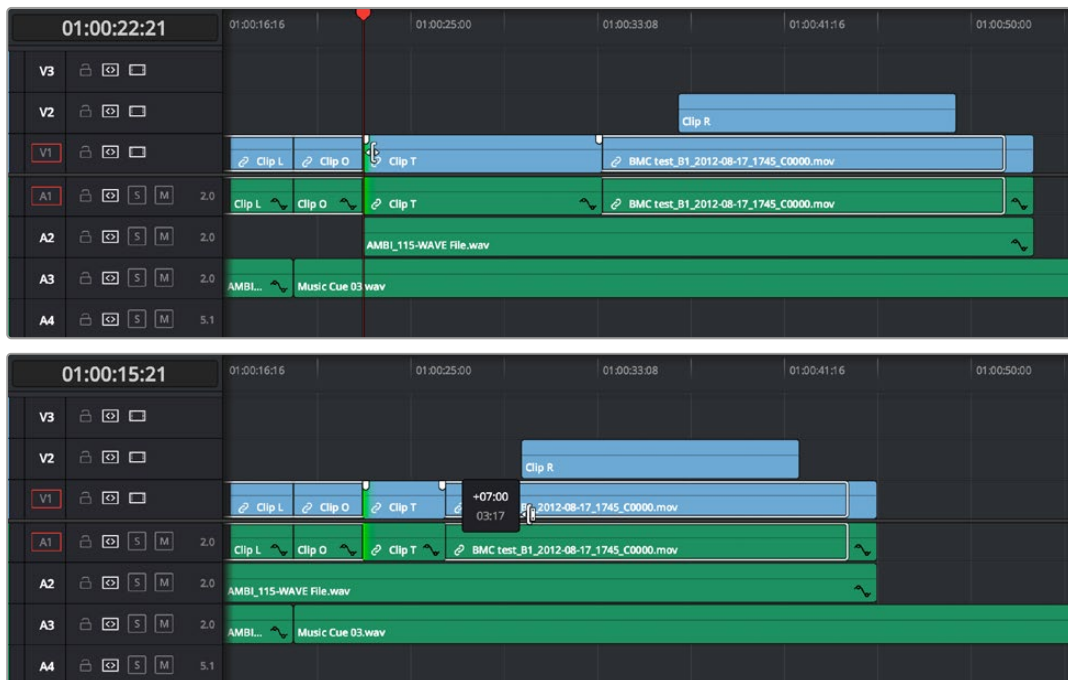 01:00:22:21
01:00:16:16 01:00:25:00 01:00:33:08 01:00:41:16 01:00:50:00
V3
V2 Clip R
V1 Clip L Clip O Clip T BMC test_B1_2012-08-17_1745_C0000.mov
A1 S M 2.0 Clip L Clip O Clip T BMC test_B1_2012-08-17_1745_C0000.mov
A2 S M 2.0 AMBI_115-WAVE File.wav
A3 S M 2.0 AMBI... Music Cue 03.wav
A4 S M 5.1
01:00:15:21
01:00:16:16 01:00:25:00 01:00:33:08 01:00:41:16 01:00:50:00
V3
V2 Clip R
+07:00
V1 Clip L Clip O Clip T 2012-08-17_1745_C0000.mov
03:17
A1 S M 2.0 Clip L Clip O Clip T BMC test_B1_2012-08-17_1745_C0000.mov
A2 S M 2.0 AMBI_115-WAVE File.wav
A3 S M 2.0 AMBI... Music Cue 03.wav
A4 S M 5.1